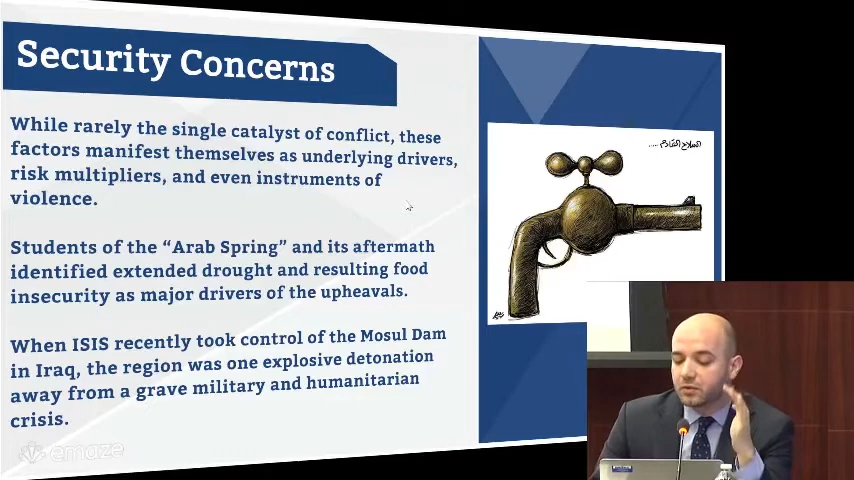 Security Concerns
While rarely the single catalyst of conflict, these
factors manifest themselves as underlying drivers,
risk multipliers, and even instruments of
violence.
Students of the “Arab Spring” and its aftermath
identified extended drought and resulting food
insecurity as major drivers of the upheavals.
When ISIS recently took control of the Mosul Dam
in Iraq, the region was one explosive detonation
away from a grave military and humanitarian
crisis.
السلاح القادم .....
emaze